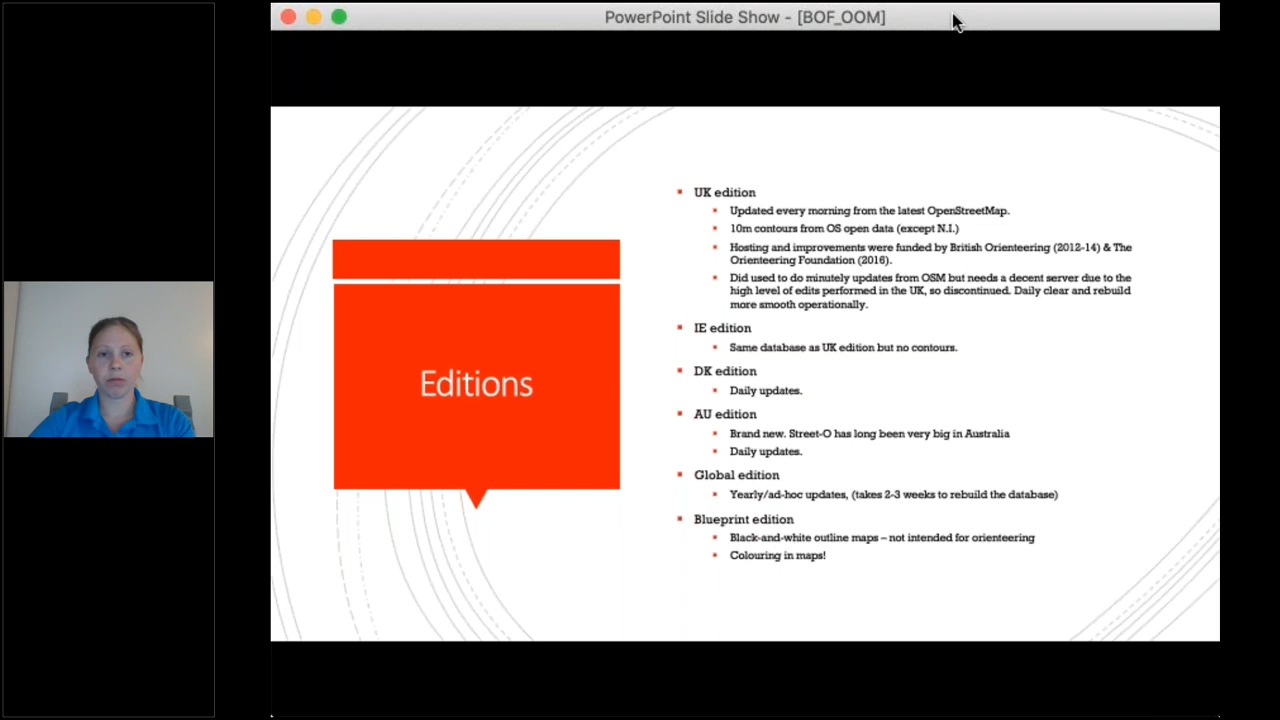 PowerPoint Slide Show - [BOF_OOM]
Editions
UK edition
Updated every morning from the latest OpenStreetMap.
10m contours from OS open data (except N.I.)
Hosting and improvements were funded by British Orienteering (2012-14) & The
Orienteering Foundation (2016).
Did used to do minutely updates from OSM but needs a decent server due to the
high level of edits performed in the UK, so discontinued. Daily clear and rebuild
more smooth operationally.
IE edition
Same database as UK edition but no contours.
DK edition
Daily updates.
AU edition
Brand new. Street-O has long been very big in Australia
Daily updates.
Global edition
Yearly/ad-hoc updates, (takes 2-3 weeks to rebuild the database)
Blueprint edition
Black-and-white outline maps – not intended for orienteering
Colouring in maps!